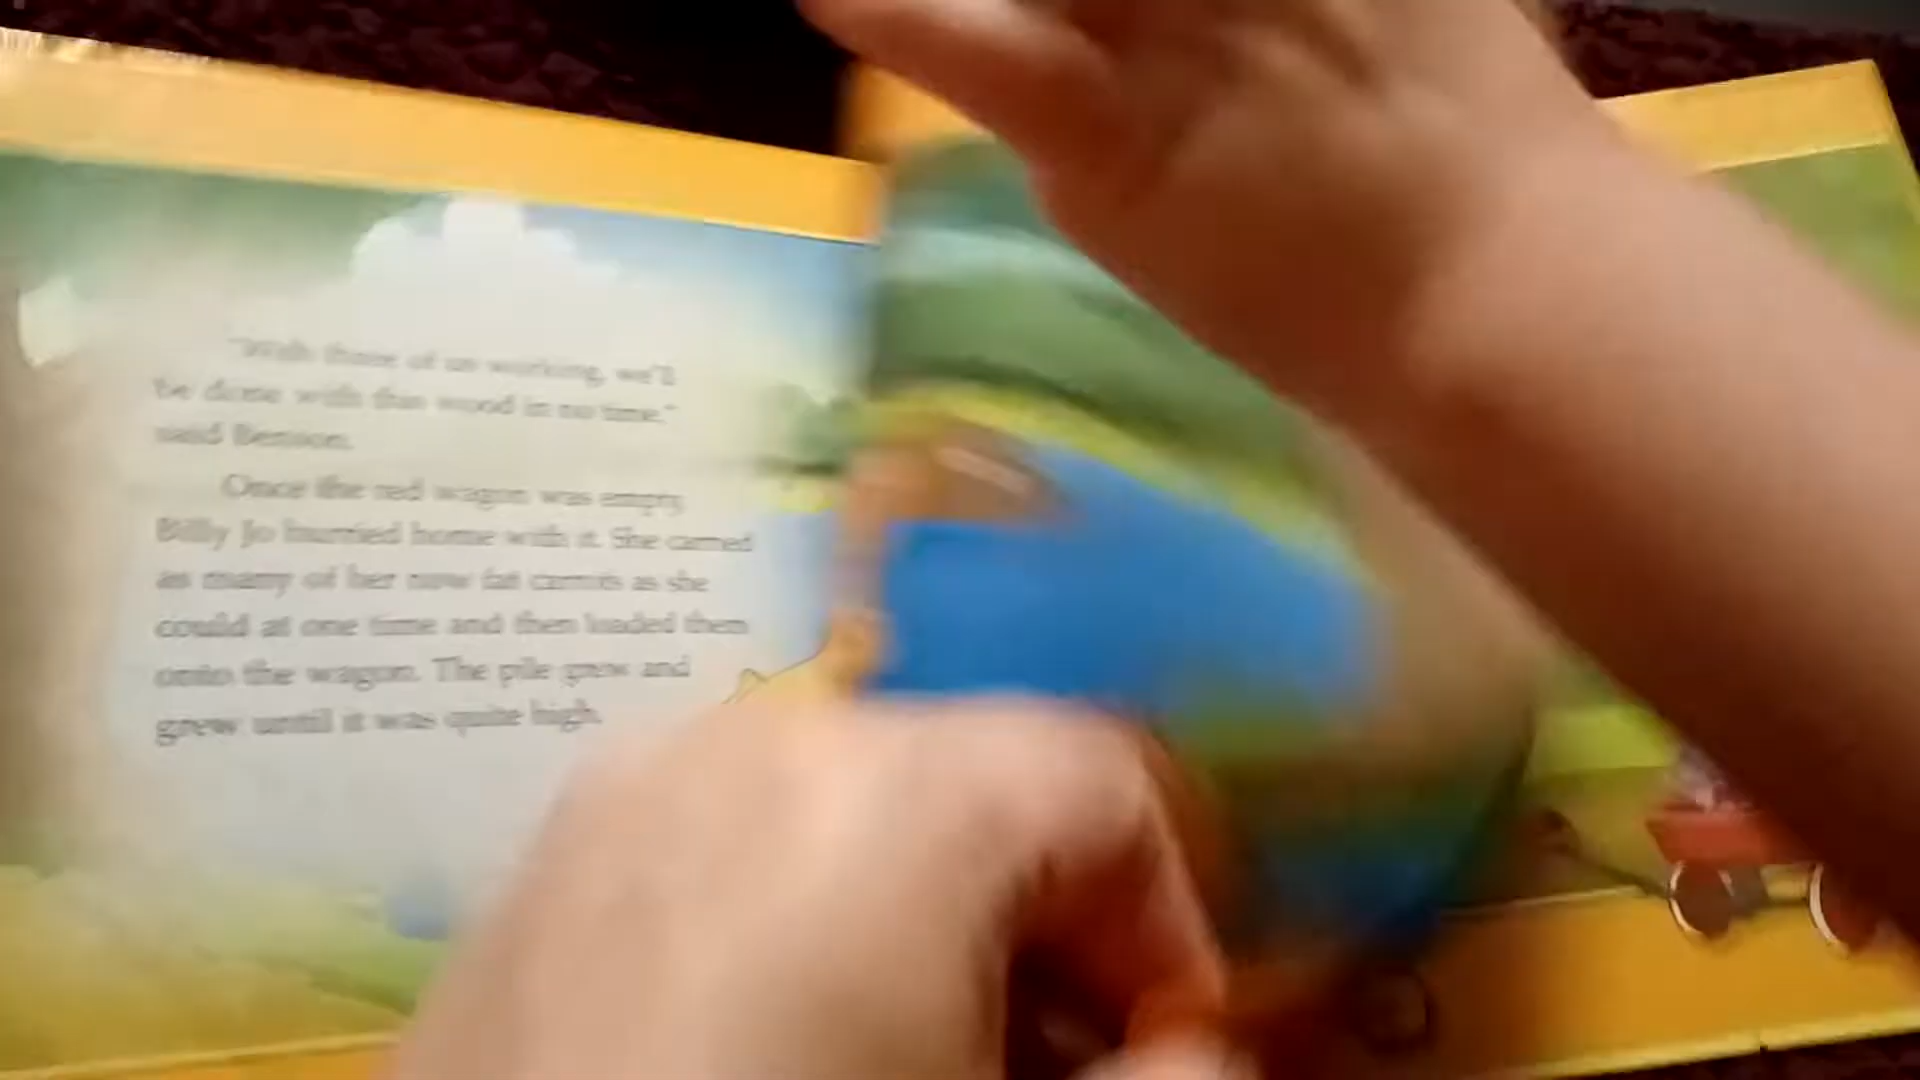 "With three of us working, we'll
be done with this wood in no time."
said Benson.
Once the red wagon was empty,
Billy Jo hurried home with it. She carried
as many of her now fat carrots as she
could at one time and then loaded them
onto the wagon. The pile grew and
grew until it was quite high.